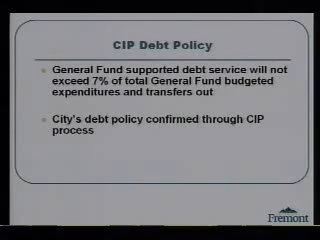 CIP Debt Policy
General Fund supported debt service will not
exceed 7% of total General Fund budgeted
expenditures and transfers out
City's debt policy confirmed through CIP
process
Fremont